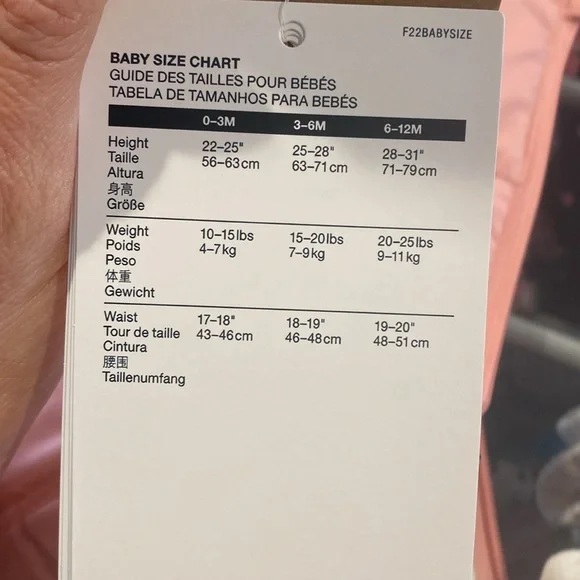 F22BABYSIZE
BABY SIZE CHART
GUIDE DES TAILLES POUR BÉBÉS
TABELA DE TAMANHOS PARA BEBÉS
0–3M 3–6M 6–12M
Height 22–25" 25–28" 28–31"
Taille 56–63cm 63–71cm 71–79cm
Altura
身高
Größe
Weight 10–15lbs 15–20lbs 20–25lbs
Poids 4–7kg 7–9kg 9–11kg
Peso
体重
Gewicht
Waist 17–18" 18–19" 19–20"
Tour de taille 43–46cm 46–48cm 48–51cm
Cintura
腰围
Taillenumfang